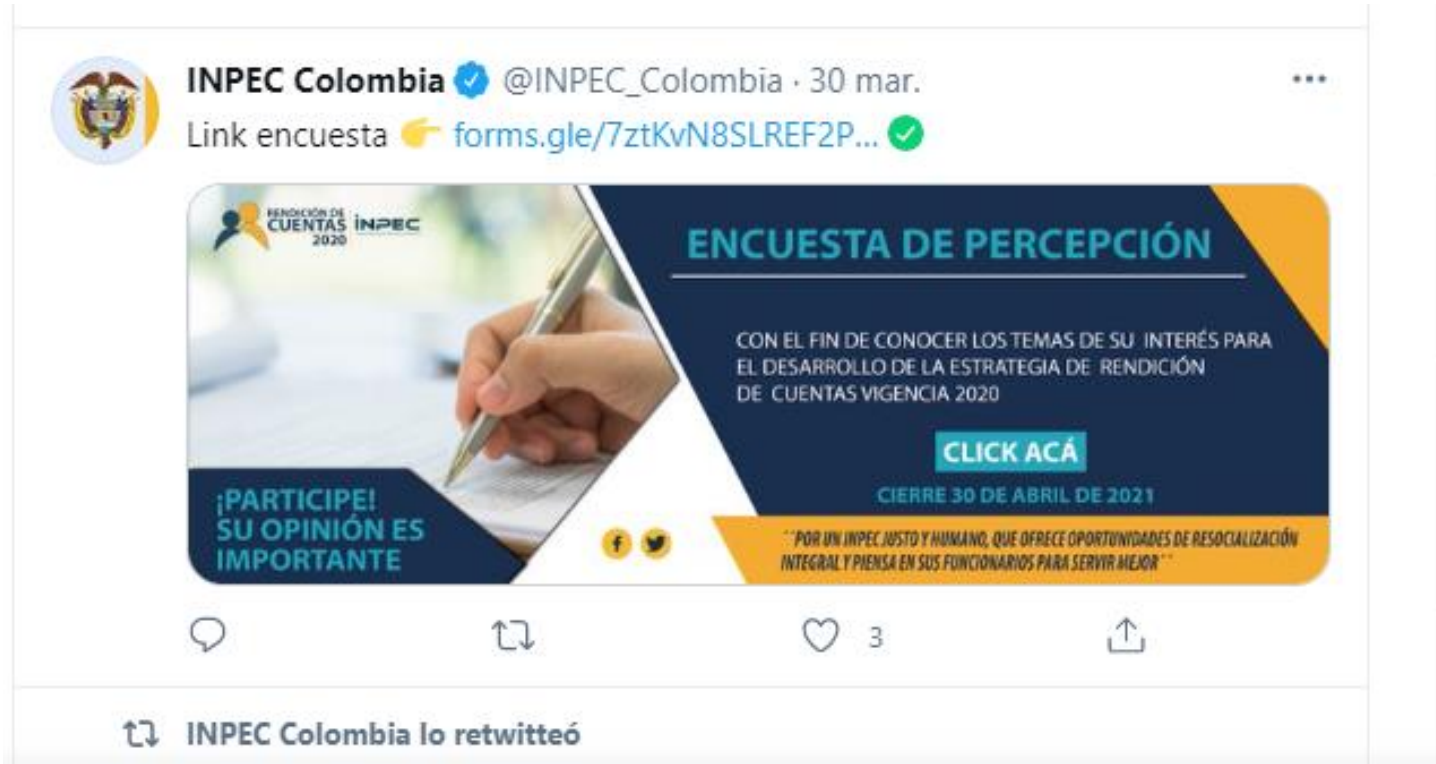 INPEC Colombia @INPEC_Colombia · 30 mar.
Link encuesta 👉 forms.gle/7ztKvN8SLREF2P... ✅
RENDICIÓN DE
CUENTAS
2020
INPEC
ENCUESTA DE PERCEPCIÓN
CON EL FIN DE CONOCER LOS TEMAS DE SU INTERÉS PARA
EL DESARROLLO DE LA ESTRATEGIA DE RENDICIÓN
DE CUENTAS VIGENCIA 2020
CLICK ACÁ
CIERRE 30 DE ABRIL DE 2021
¡PARTICIPE!
SU OPINIÓN ES
IMPORTANTE
``POR UN INPEC JUSTO Y HUMANO, QUE OFRECE OPORTUNIDADES DE RESOCIALIZACIÓN
INTEGRAL Y PIENSA EN SUS FUNCIONARIOS PARA SERVIR MEJOR``
3
INPEC Colombia lo retwitteó